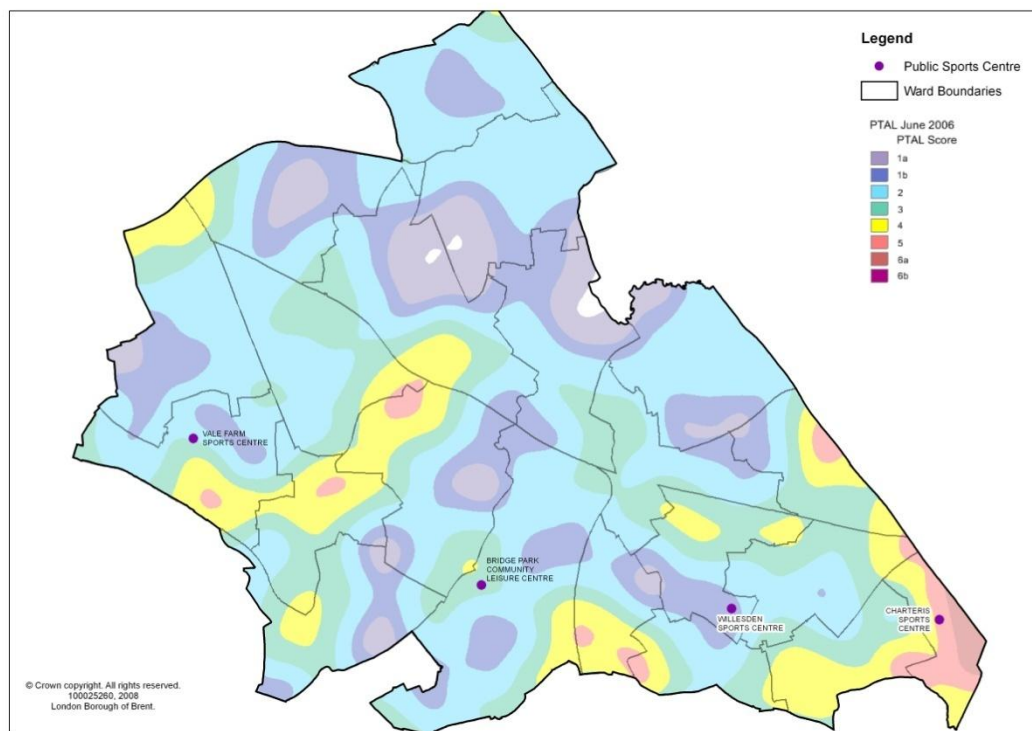 Legend
Public Sports Centre
Ward Boundaries
PTAL June 2006
PTAL Score
1a
1b
2
3
4
5
6a
6b
VALE FARM
SPORTS CENTRE
BRIDGE PARK
COMMUNITY
LEISURE CENTRE
WILLESDEN
SPORTS CENTRE
CHARTERIS
SPORTS
CENTRE
© Crown copyright. All rights reserved.
100025260, 2008
London Borough of Brent.